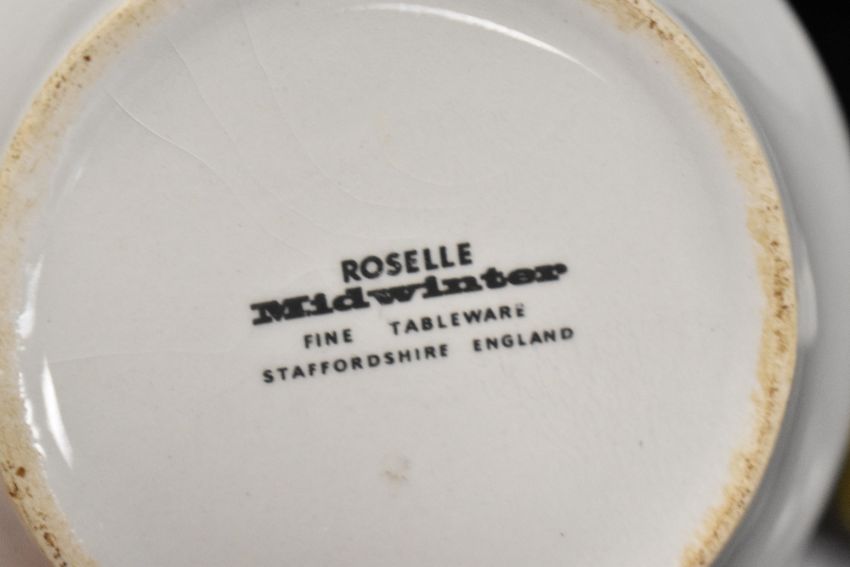 ROSELLE
Midwinter
FINE TABLEWARE
STAFFORDSHIRE ENGLAND